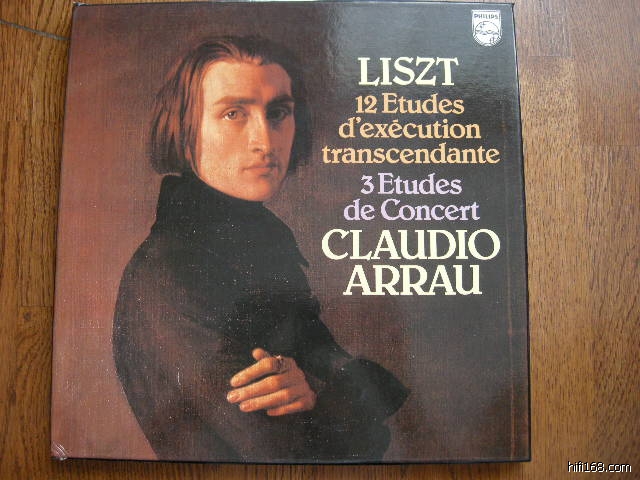 PHILIPS
LISZT
12 Etudes
d'exécution
transcendante
3 Etudes
de Concert
CLAUDIO
ARRAU
hifi168.com